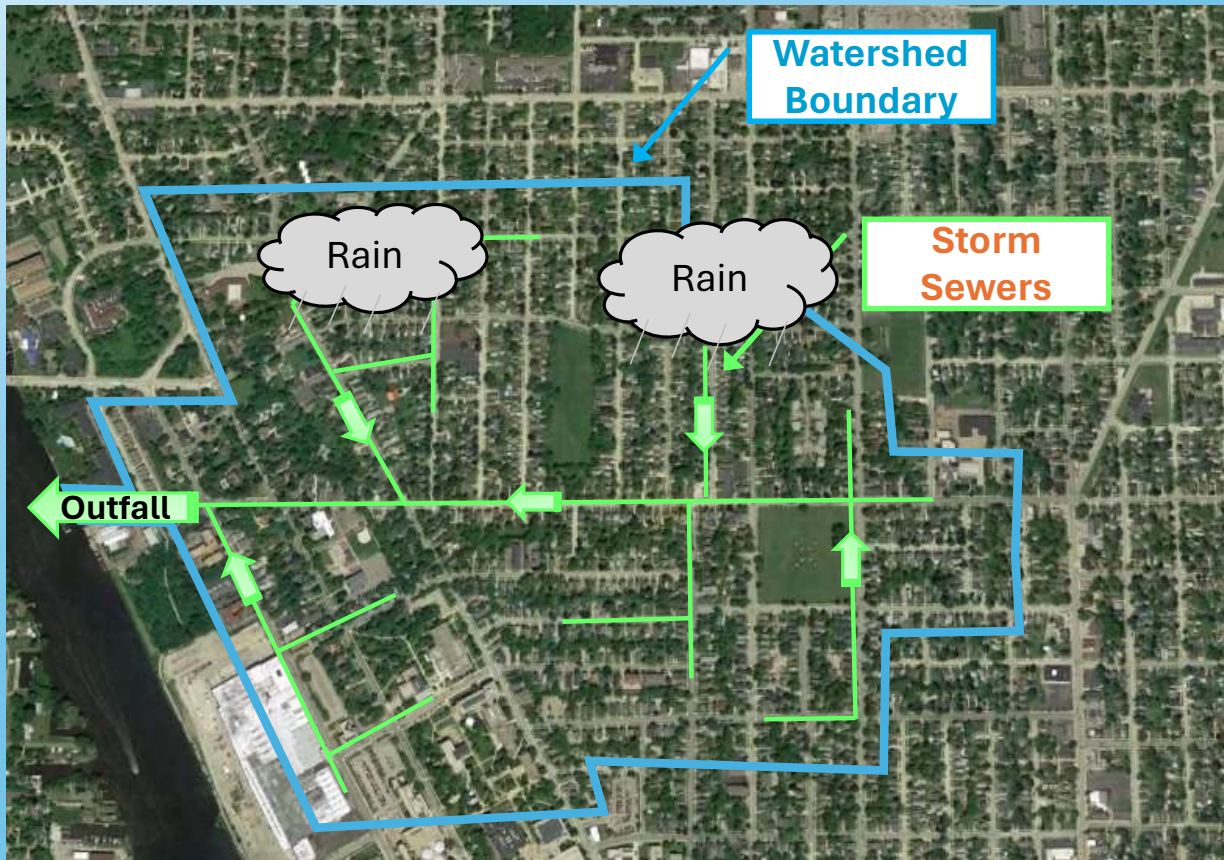 Watershed
Boundary
Storm
Sewers
Rain
Rain
Outfall